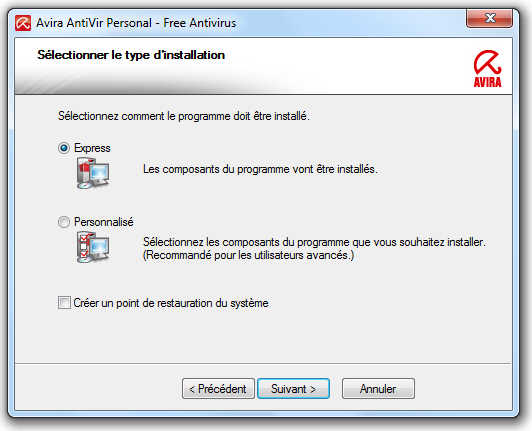 Avira AntiVir Personal - Free Antivirus
Sélectionner le type d'installation
AVIRA
Sélectionnez comment le programme doit être installé.
Express
Les composants du programme vont être installés.
Personnalisé
Sélectionnez les composants du programme que vous souhaitez installer.
(Recommandé pour les utilisateurs avancés.)
Créer un point de restauration du système
< Précédent
Suivant >
Annuler